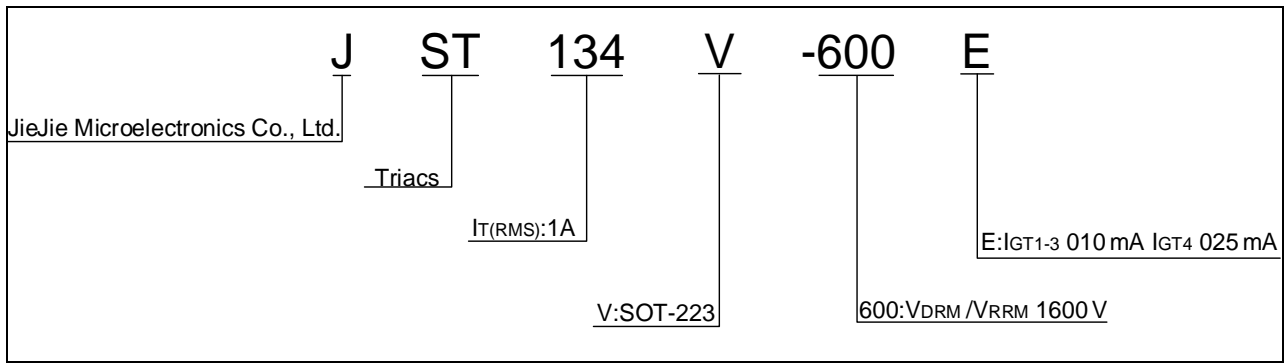 J ST 134 V -600 E
JieJie Microelectronics Co., Ltd.
Triacs
IT(RMS):1A
E:IGT1-3 010 mA IGT4 025 mA
V:SOT-223
600:VDRM /VRRM 1600 V